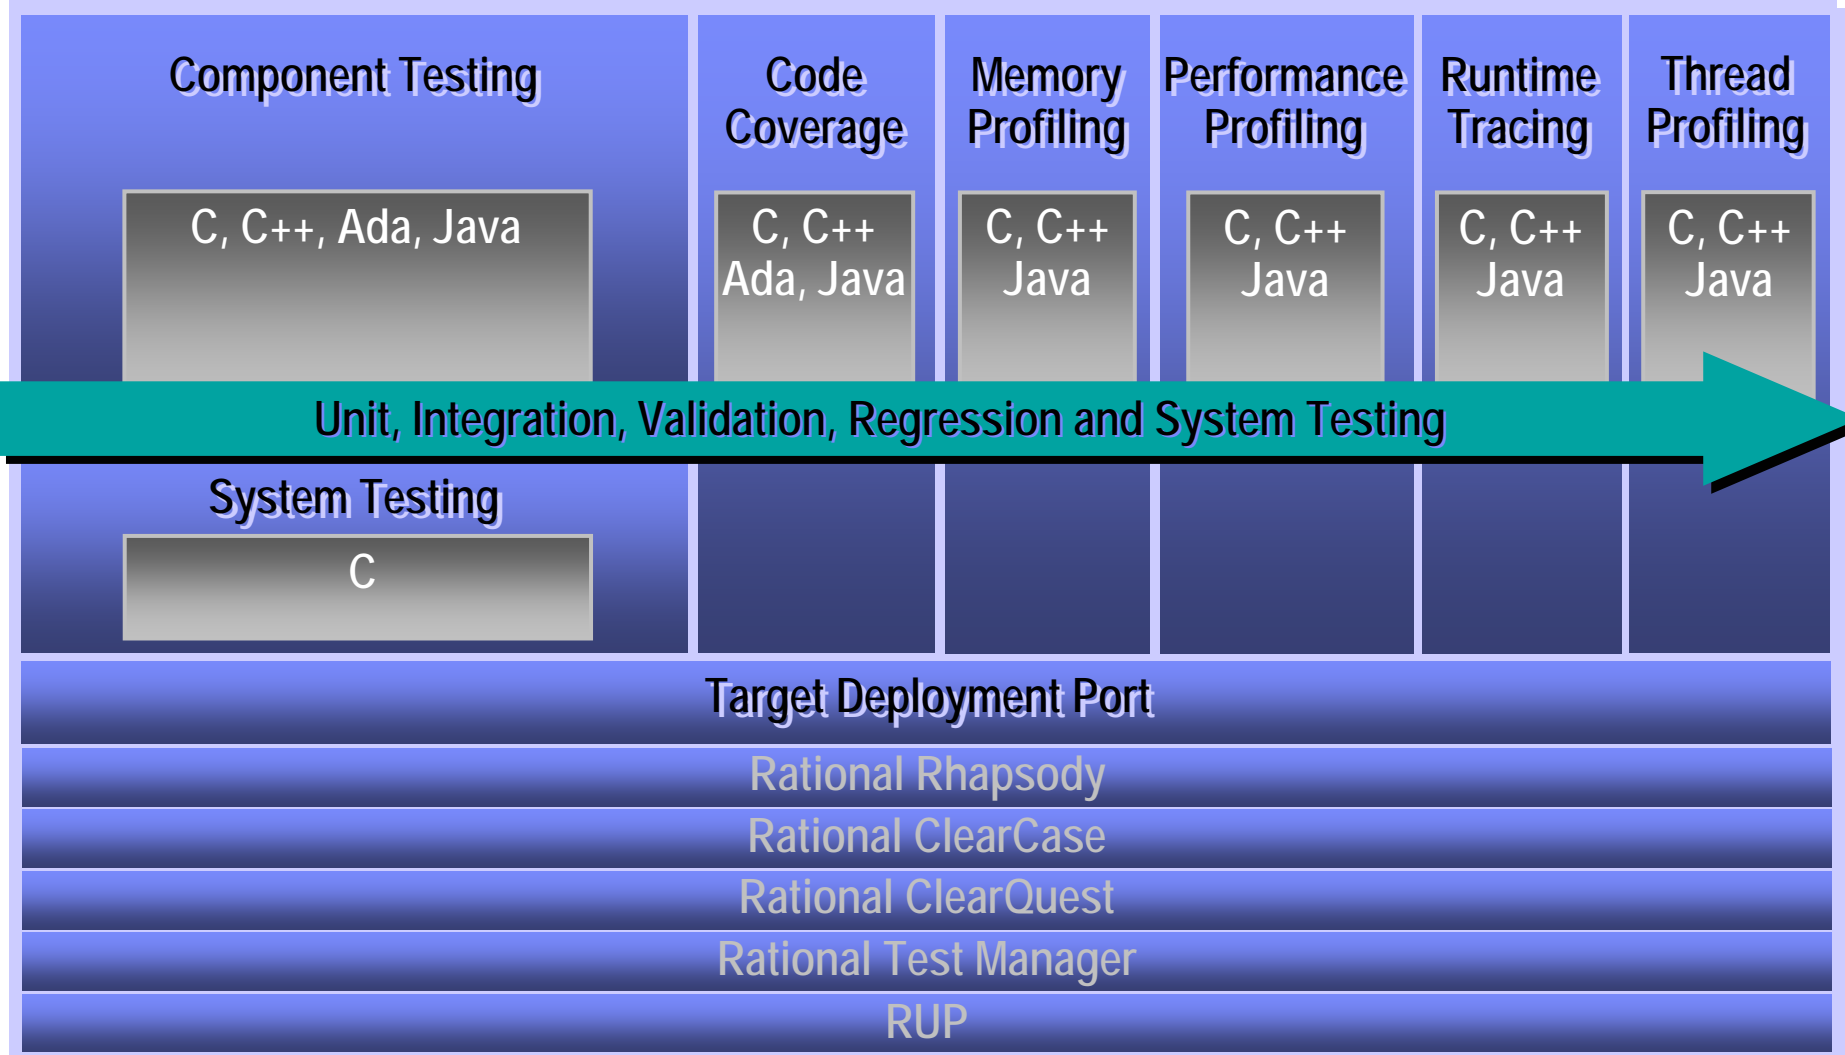 Component Testing
Code
Coverage
Memory
Profiling
Performance
Profiling
Runtime
Tracing
Thread
Profiling
C, C++, Ada, Java
C, C++
Ada, Java
C, C++
Java
C, C++
Java
C, C++
Java
C, C++
Java
Unit, Integration, Validation, Regression and System Testing
System Testing
C
Target Deployment Port
Rational Rhapsody
Rational ClearCase
Rational ClearQuest
Rational Test Manager
RUP